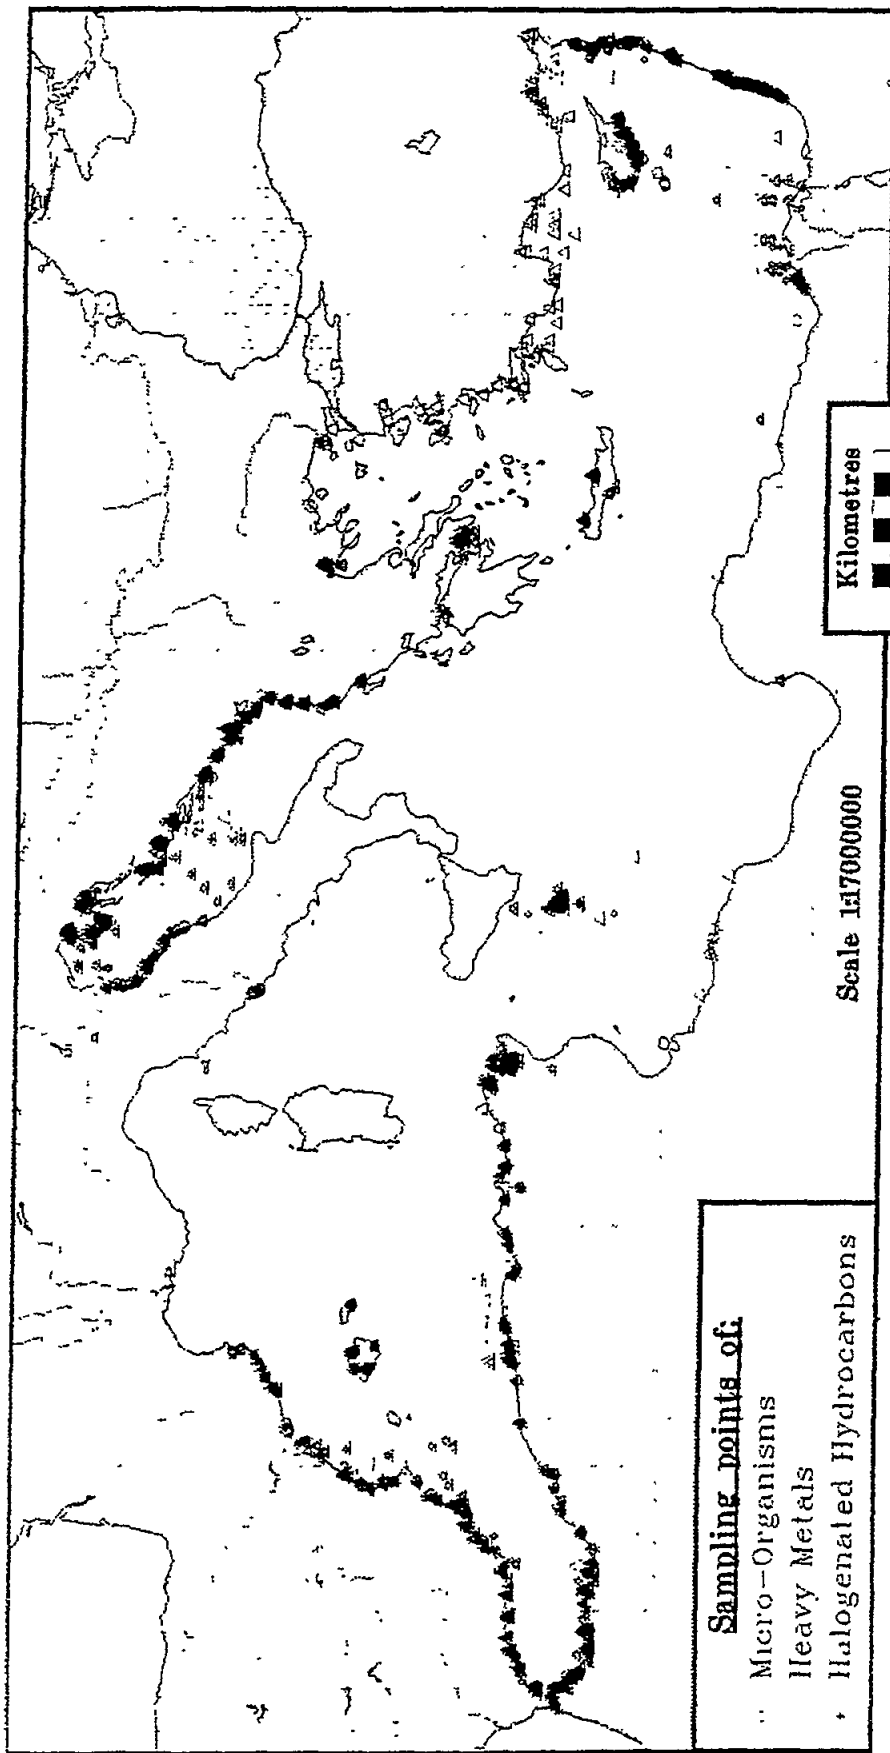 Sampling points of:
Micro-Organisms
Heavy Metals
Halogenated Hydrocarbons
Scale 1:17000000
Kilometres